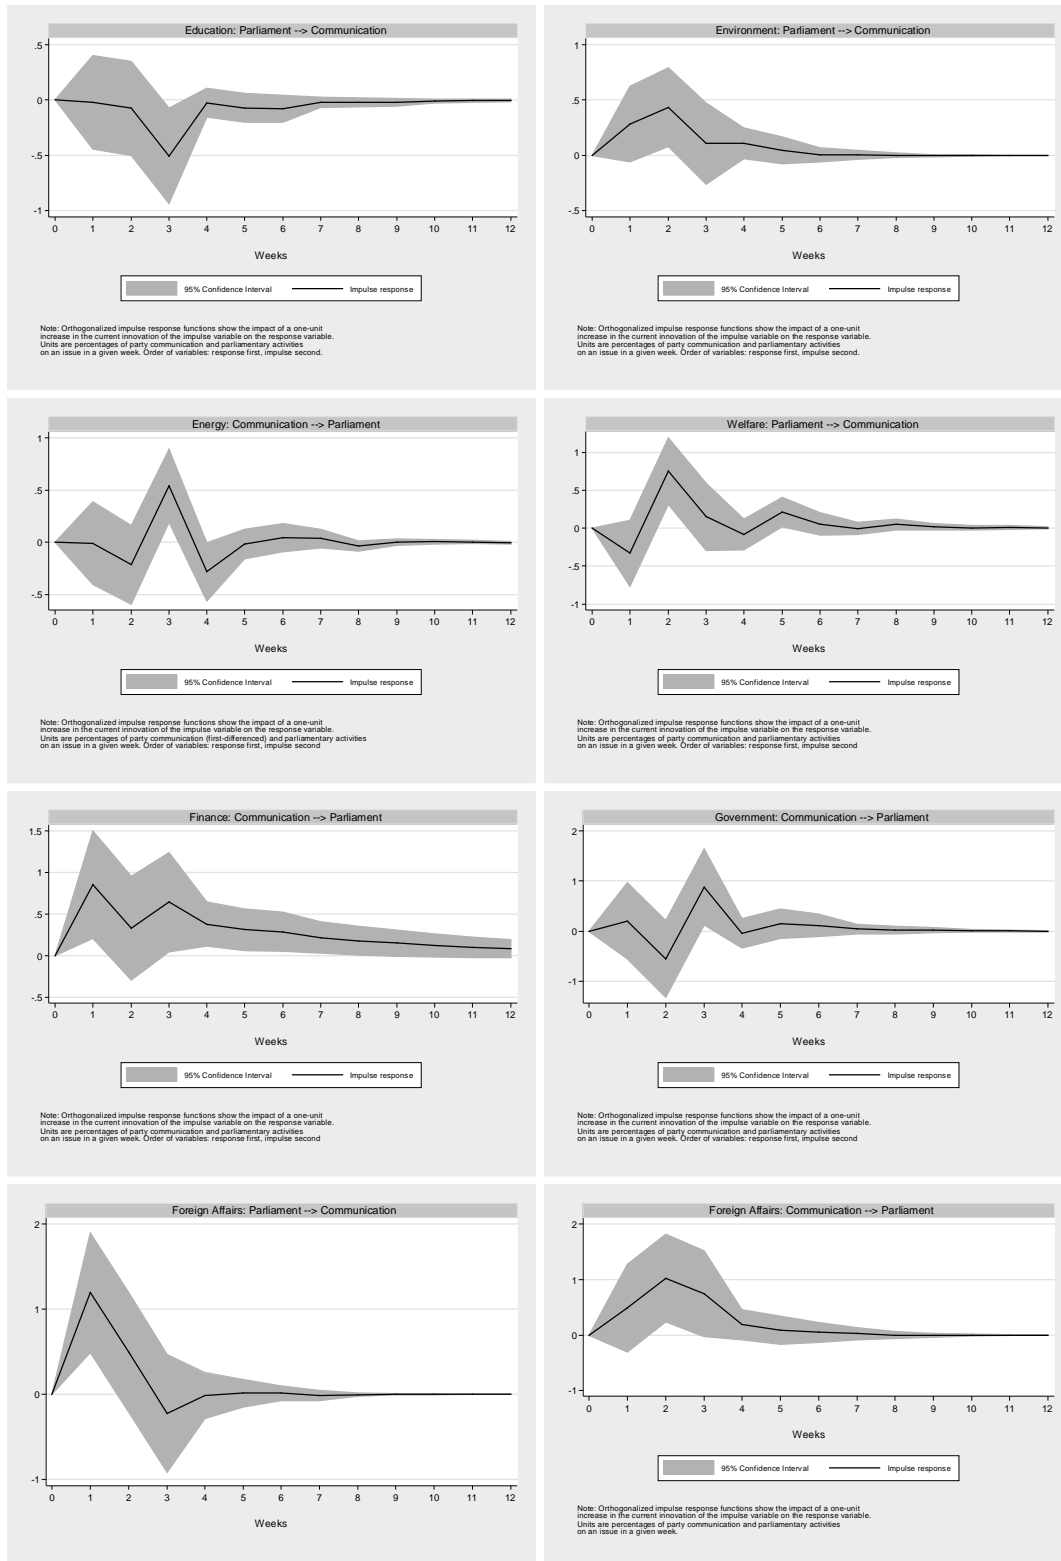 Education: Parliament --> Communication
.5
0
-.5
-1
0 1 2 3 4 5 6 7 8 9 10 11 12
Weeks
95% Confidence Interval Impulse response
Note: Orthogonalized impulse response functions show the impact of a one-unit
increase in the current innovation of the impulse variable on the response variable.
Units are percentages of party communication and parliamentary activities
on an issue in a given week. Order of variables: response first, impulse second.
Environment: Parliament --> Communication
1
.5
0
-.5
0 1 2 3 4 5 6 7 8 9 10 11 12
Weeks
95% Confidence Interval Impulse response
Note: Orthogonalized impulse response functions show the impact of a one-unit
increase in the current innovation of the impulse variable on the response variable.
Units are percentages of party communication and parliamentary activities
on an issue in a given week. Order of variables: response first, impulse second.
Energy: Communication --> Parliament
1
.5
0
-.5
0 1 2 3 4 5 6 7 8 9 10 11 12
Weeks
95% Confidence Interval Impulse response
Note: Orthogonalized impulse response functions show the impact of a one-unit
increase in the current innovation of the impulse variable on the response variable.
Units are percentages of party communication (first-differenced) and parliamentary activities
on an issue in a given week. Order of variables: response first, impulse second
Welfare: Parliament --> Communication
1
.5
0
-.5
-1
0 1 2 3 4 5 6 7 8 9 10 11 12
Weeks
95% Confidence Interval Impulse response
Note: Orthogonalized impulse response functions show the impact of a one-unit
increase in the current innovation of the impulse variable on the response variable.
Units are percentages of party communication and parliamentary activities
on an issue in a given week. Order of variables: response first, impulse second
Finance: Communication --> Parliament
1.5
1
.5
0
-.5
0 1 2 3 4 5 6 7 8 9 10 11 12
Weeks
95% Confidence Interval Impulse response
Note: Orthogonalized impulse response functions show the impact of a one-unit
increase in the current innovation of the impulse variable on the response variable.
Units are percentages of party communication and parliamentary activities
on an issue in a given week. Order of variables: response first, impulse second
Government: Communication --> Parliament
2
1
0
-1
0 1 2 3 4 5 6 7 8 9 10 11 12
Weeks
95% Confidence Interval Impulse response
Note: Orthogonalized impulse response functions show the impact of a one-unit
increase in the current innovation of the impulse variable on the response variable.
Units are percentages of party communication and parliamentary activities
on an issue in a given week. Order of variables: response first, impulse second
Foreign Affairs: Parliament --> Communication
2
1
0
-1
0 1 2 3 4 5 6 7 8 9 10 11 12
Weeks
Foreign Affairs: Communication --> Parliament
2
1
0
-1
0 1 2 3 4 5 6 7 8 9 10 11 12
Weeks
95% Confidence Interval Impulse response
Note: Orthogonalized impulse response functions show the impact of a one-unit
increase in the current innovation of the impulse variable on the response variable.
Units are percentages of party communication and parliamentary activities
on an issue in a given week.